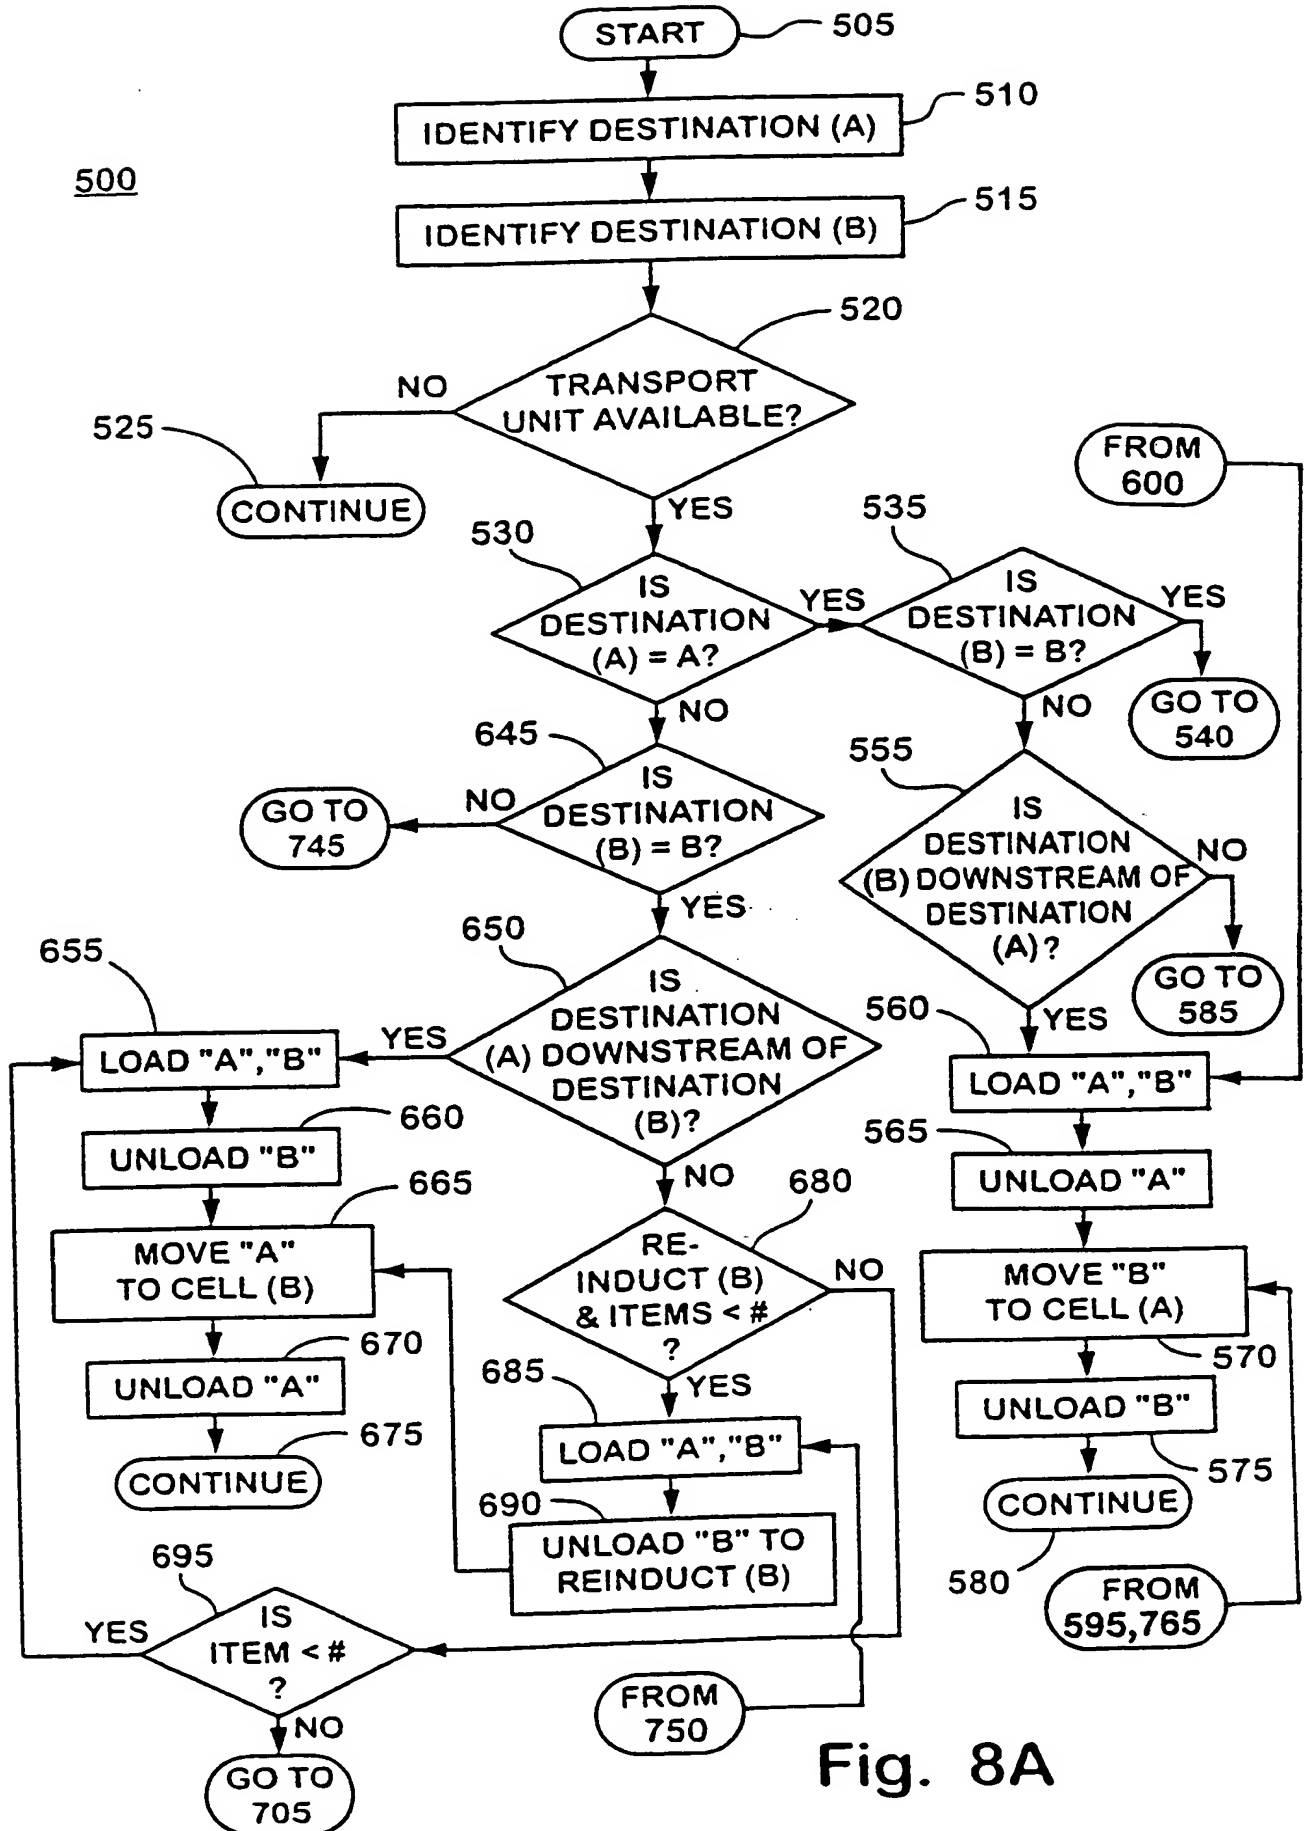 START
505
510
IDENTIFY DESTINATION (A)
500
515
IDENTIFY DESTINATION (B)
520
TRANSPORT
UNIT AVAILABLE?
NO
525
CONTINUE
YES
FROM
600
530
IS
DESTINATION
(A) = A?
YES
535
IS
DESTINATION
(B) = B?
YES
GO TO
540
NO
NO
645
IS
DESTINATION
(B) = B?
NO
GO TO
745
YES
555
IS
DESTINATION
(B) DOWNSTREAM OF
DESTINATION
(A)?
NO
GO TO
585
YES
650
IS
DESTINATION
(A) DOWNSTREAM OF
DESTINATION
(B)?
YES
NO
655
LOAD "A","B"
660
UNLOAD "B"
665
MOVE "A"
TO CELL (B)
670
UNLOAD "A"
675
CONTINUE
560
LOAD "A","B"
565
UNLOAD "A"
MOVE "B"
TO CELL (A)
570
UNLOAD "B"
575
CONTINUE
580
FROM
595,765
680
RE-
INDUCT (B)
& ITEMS < #
?
NO
YES
685
LOAD "A","B"
690
UNLOAD "B" TO
REINDUCT (B)
695
IS
ITEM < #
?
YES
NO
GO TO
705
FROM
750
Fig. 8A